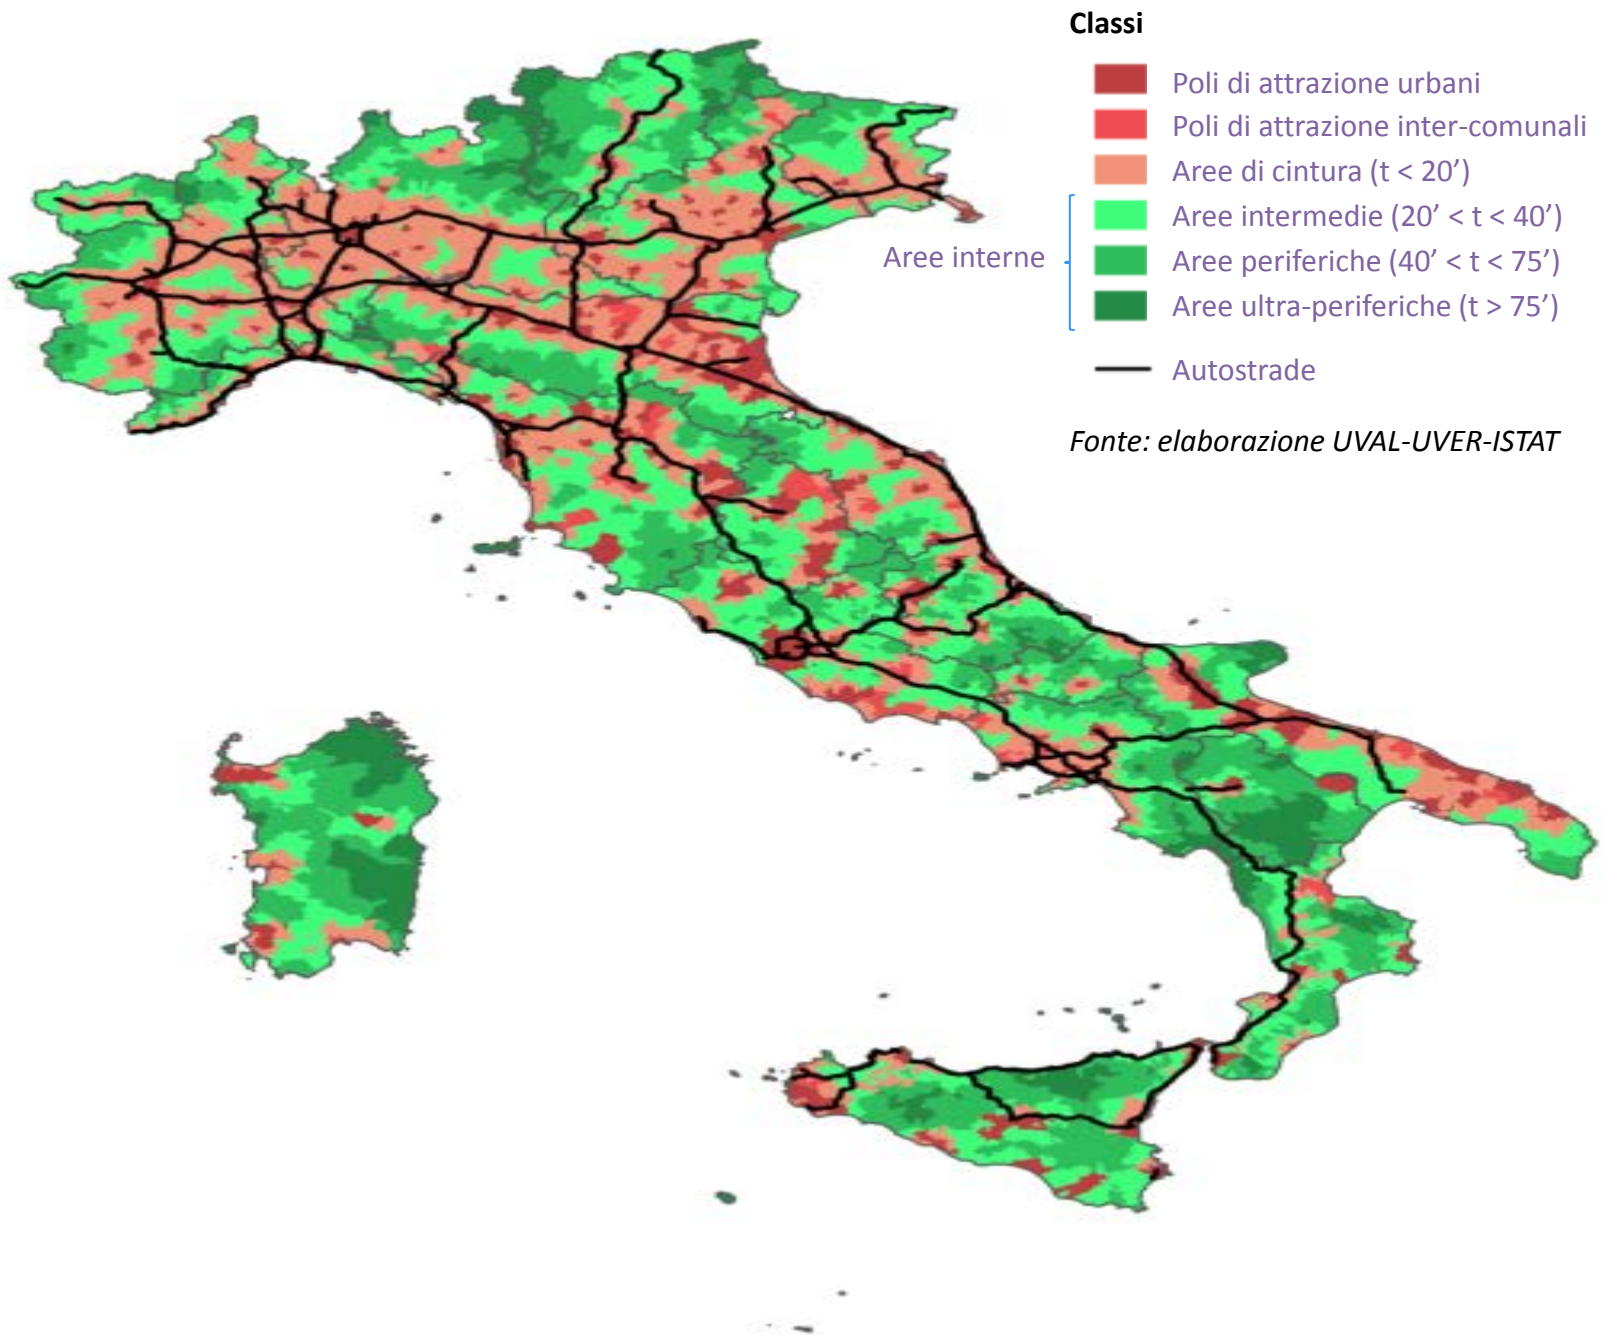 Classi
Poli di attrazione urbani
Poli di attrazione inter-comunali
Aree di cintura (t < 20’)
Aree intermedie (20’ < t < 40’)
Aree interne
Aree periferiche (40’ < t < 75’)
Aree ultra-periferiche (t > 75’)
Autostrade
Fonte: elaborazione UVAL-UVER-ISTAT